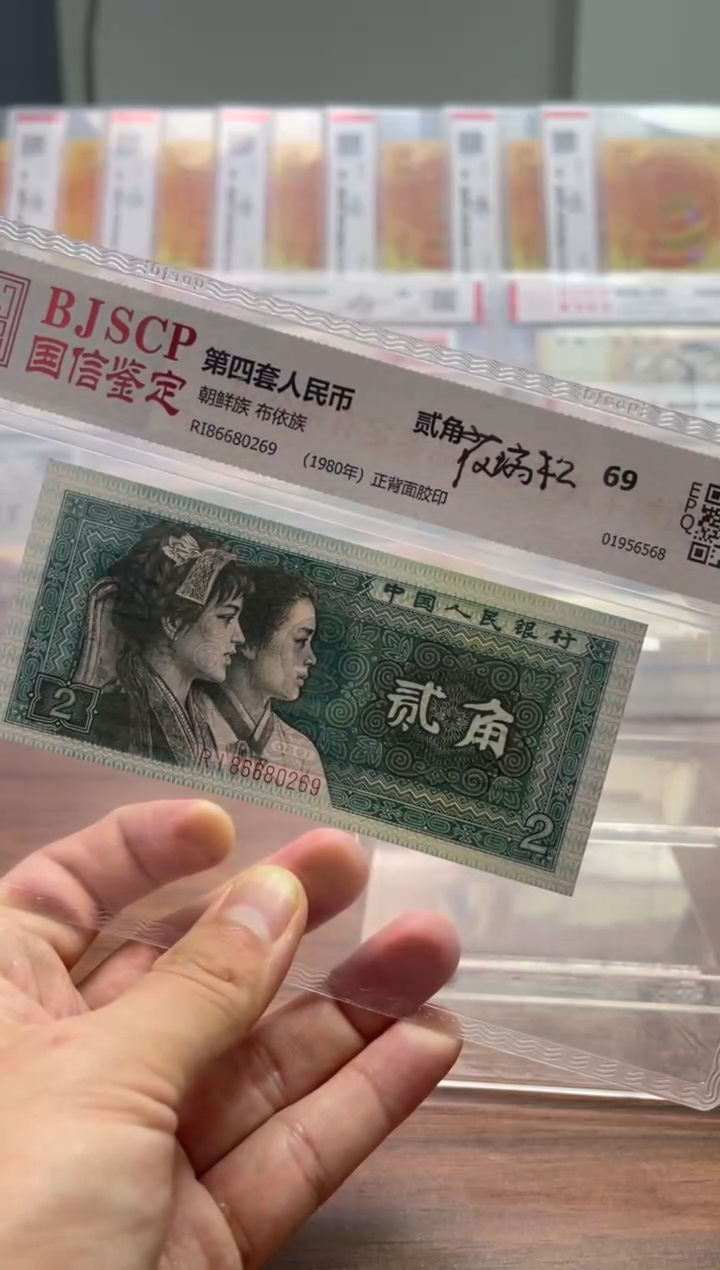 BJSCP
国信鉴定
第四套人民币
朝鲜族 布依族
RI86680269
(1980年) 正背面胶印
贰角
69
01956568
EPQ
中国人民银行
贰角
2
RI86680269
2